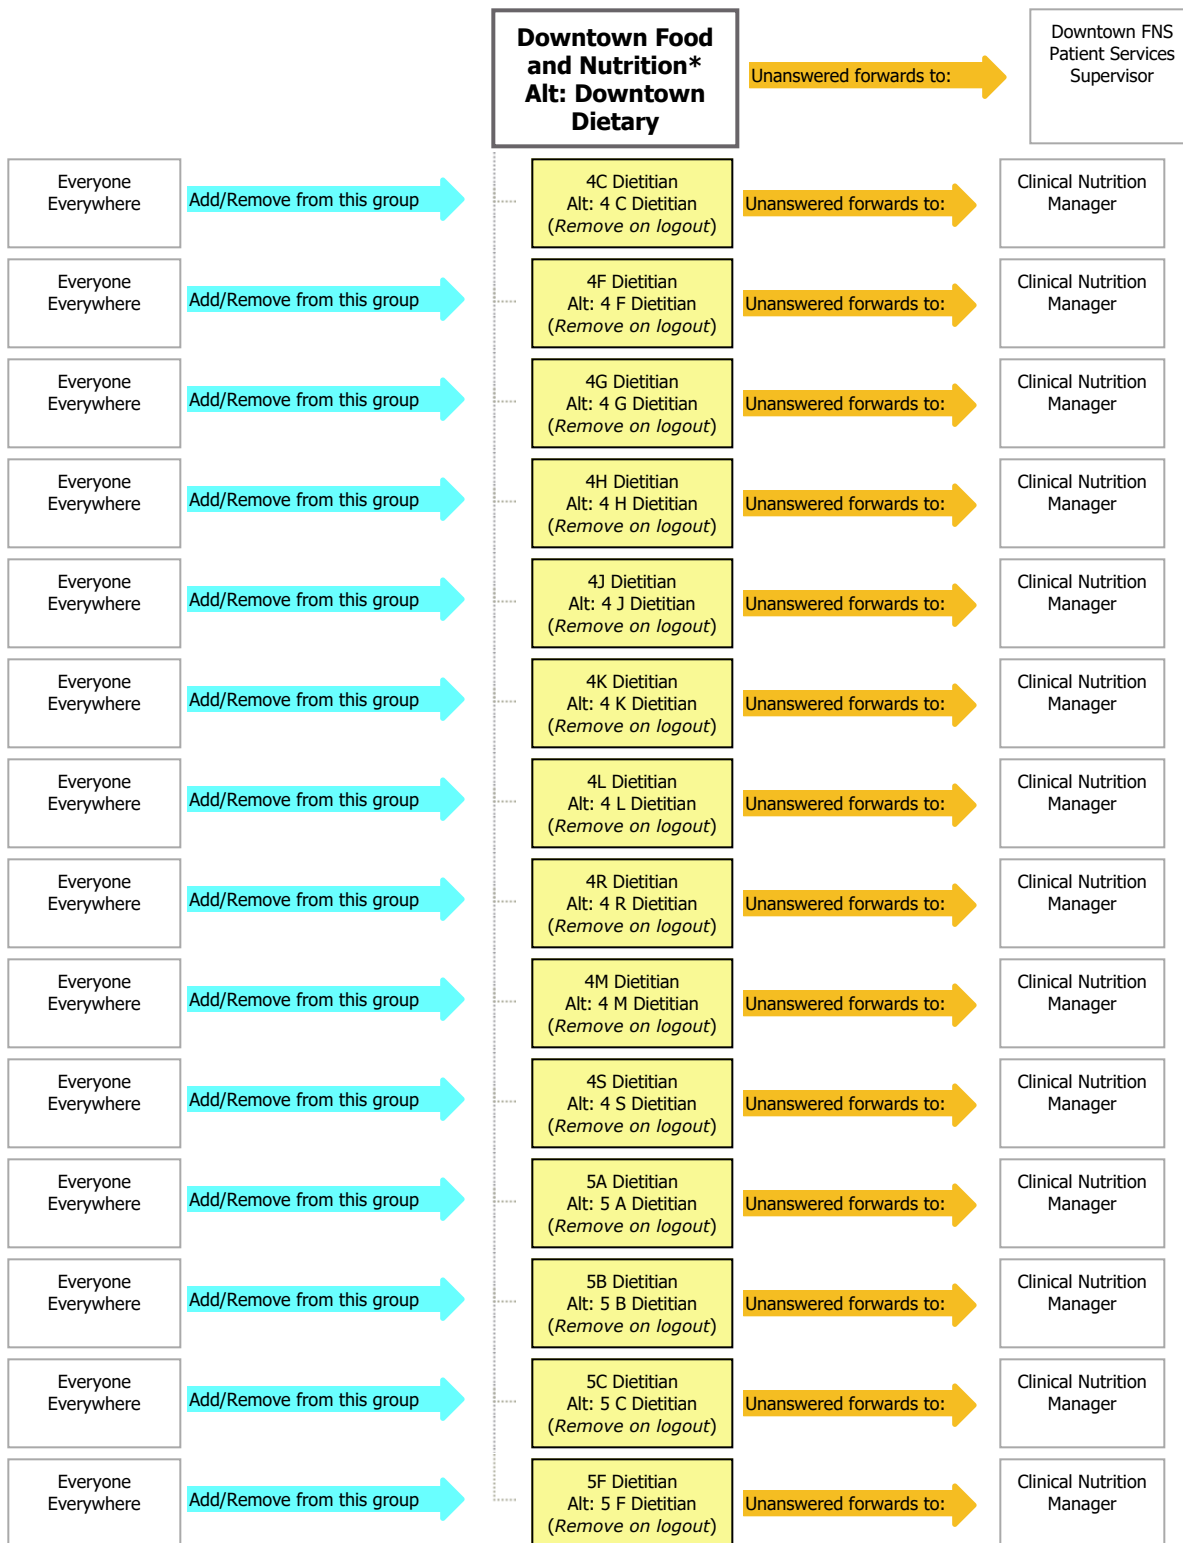 Downtown Food
and Nutrition*
Alt: Downtown
Dietary
Unanswered forwards to:
Downtown FNS
Patient Services
Supervisor
Everyone
Everywhere
Add/Remove from this group
4C Dietitian
Alt: 4 C Dietitian
(Remove on logout)
Unanswered forwards to:
Clinical Nutrition
Manager
Everyone
Everywhere
Add/Remove from this group
4F Dietitian
Alt: 4 F Dietitian
(Remove on logout)
Unanswered forwards to:
Clinical Nutrition
Manager
Everyone
Everywhere
Add/Remove from this group
4G Dietitian
Alt: 4 G Dietitian
(Remove on logout)
Unanswered forwards to:
Clinical Nutrition
Manager
Everyone
Everywhere
Add/Remove from this group
4H Dietitian
Alt: 4 H Dietitian
(Remove on logout)
Unanswered forwards to:
Clinical Nutrition
Manager
Everyone
Everywhere
Add/Remove from this group
4J Dietitian
Alt: 4 J Dietitian
(Remove on logout)
Unanswered forwards to:
Clinical Nutrition
Manager
Everyone
Everywhere
Add/Remove from this group
4K Dietitian
Alt: 4 K Dietitian
(Remove on logout)
Unanswered forwards to:
Clinical Nutrition
Manager
Everyone
Everywhere
Add/Remove from this group
4L Dietitian
Alt: 4 L Dietitian
(Remove on logout)
Unanswered forwards to:
Clinical Nutrition
Manager
Everyone
Everywhere
Add/Remove from this group
4R Dietitian
Alt: 4 R Dietitian
(Remove on logout)
Unanswered forwards to:
Clinical Nutrition
Manager
Everyone
Everywhere
Add/Remove from this group
4M Dietitian
Alt: 4 M Dietitian
(Remove on logout)
Unanswered forwards to:
Clinical Nutrition
Manager
Everyone
Everywhere
Add/Remove from this group
4S Dietitian
Alt: 4 S Dietitian
(Remove on logout)
Unanswered forwards to:
Clinical Nutrition
Manager
Everyone
Everywhere
Add/Remove from this group
5A Dietitian
Alt: 5 A Dietitian
(Remove on logout)
Unanswered forwards to:
Clinical Nutrition
Manager
Everyone
Everywhere
Add/Remove from this group
5B Dietitian
Alt: 5 B Dietitian
(Remove on logout)
Unanswered forwards to:
Clinical Nutrition
Manager
Everyone
Everywhere
Add/Remove from this group
5C Dietitian
Alt: 5 C Dietitian
(Remove on logout)
Unanswered forwards to:
Clinical Nutrition
Manager
Everyone
Everywhere
Add/Remove from this group
5F Dietitian
Alt: 5 F Dietitian
(Remove on logout)
Unanswered forwards to:
Clinical Nutrition
Manager